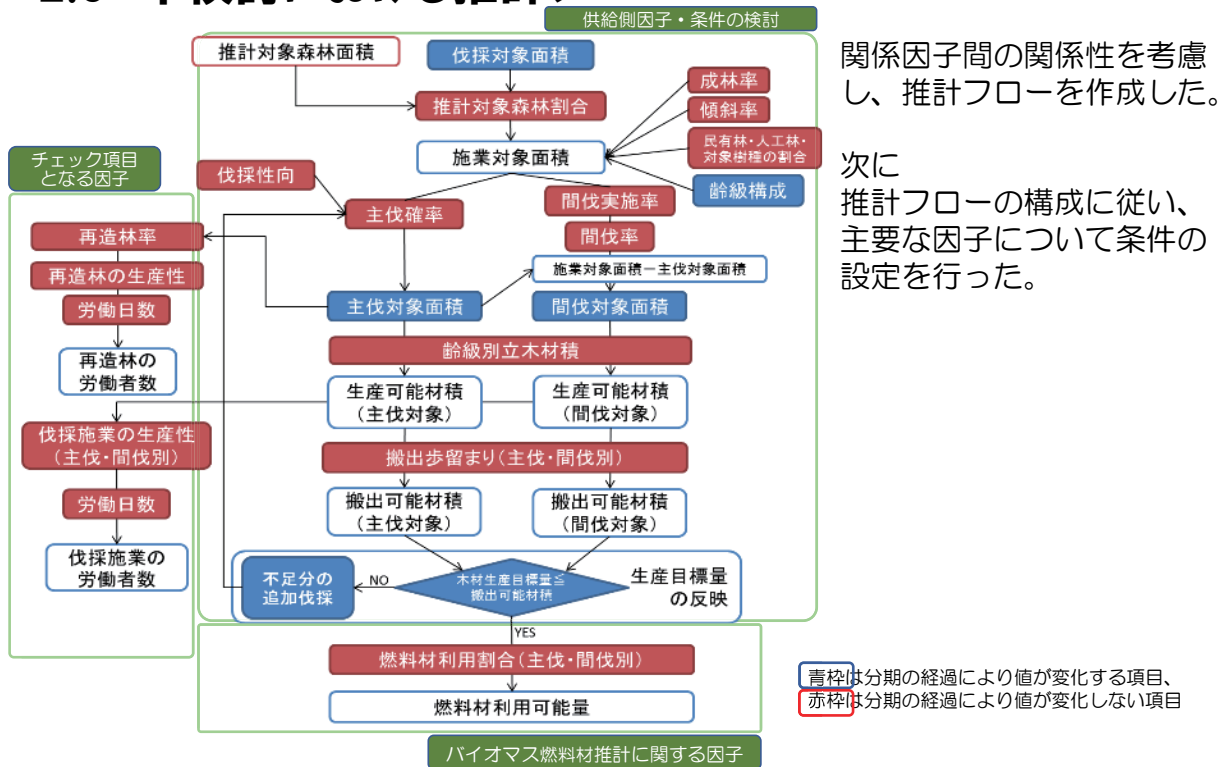 供給側因子・条件の検討
推計対象森林面積
伐採対象面積
推計対象森林割合
成林率
傾斜率
民有林・人工林・
対象樹種の割合
齢級構成
施業対象面積
伐採性向
主伐確率
間伐実施率
間伐率
施業対象面積－主伐対象面積
主伐対象面積
間伐対象面積
齢級別立木材積
生産可能材積
（主伐対象）
生産可能材積
（間伐対象）
搬出歩留まり（主伐・間伐別）
搬出可能材積
（主伐対象）
搬出可能材積
（間伐対象）
不足分の
追加伐採
NO
木材生産目標量≦
搬出可能材積
生産目標量
の反映
YES
燃料材利用割合（主伐・間伐別）
燃料材利用可能量
バイオマス燃料材推計に関する因子
チェック項目
となる因子
再造林率
再造林の生産性
労働日数
再造林の
労働者数
伐採施業の生産性
（主伐・間伐別）
労働日数
伐採施業の
労働者数
関係因子間の関係性を考慮
し、推計フローを作成した。
次に
推計フローの構成に従い、
主要な因子について条件の
設定を行った。
青枠は分期の経過により値が変化する項目、
赤枠は分期の経過により値が変化しない項目